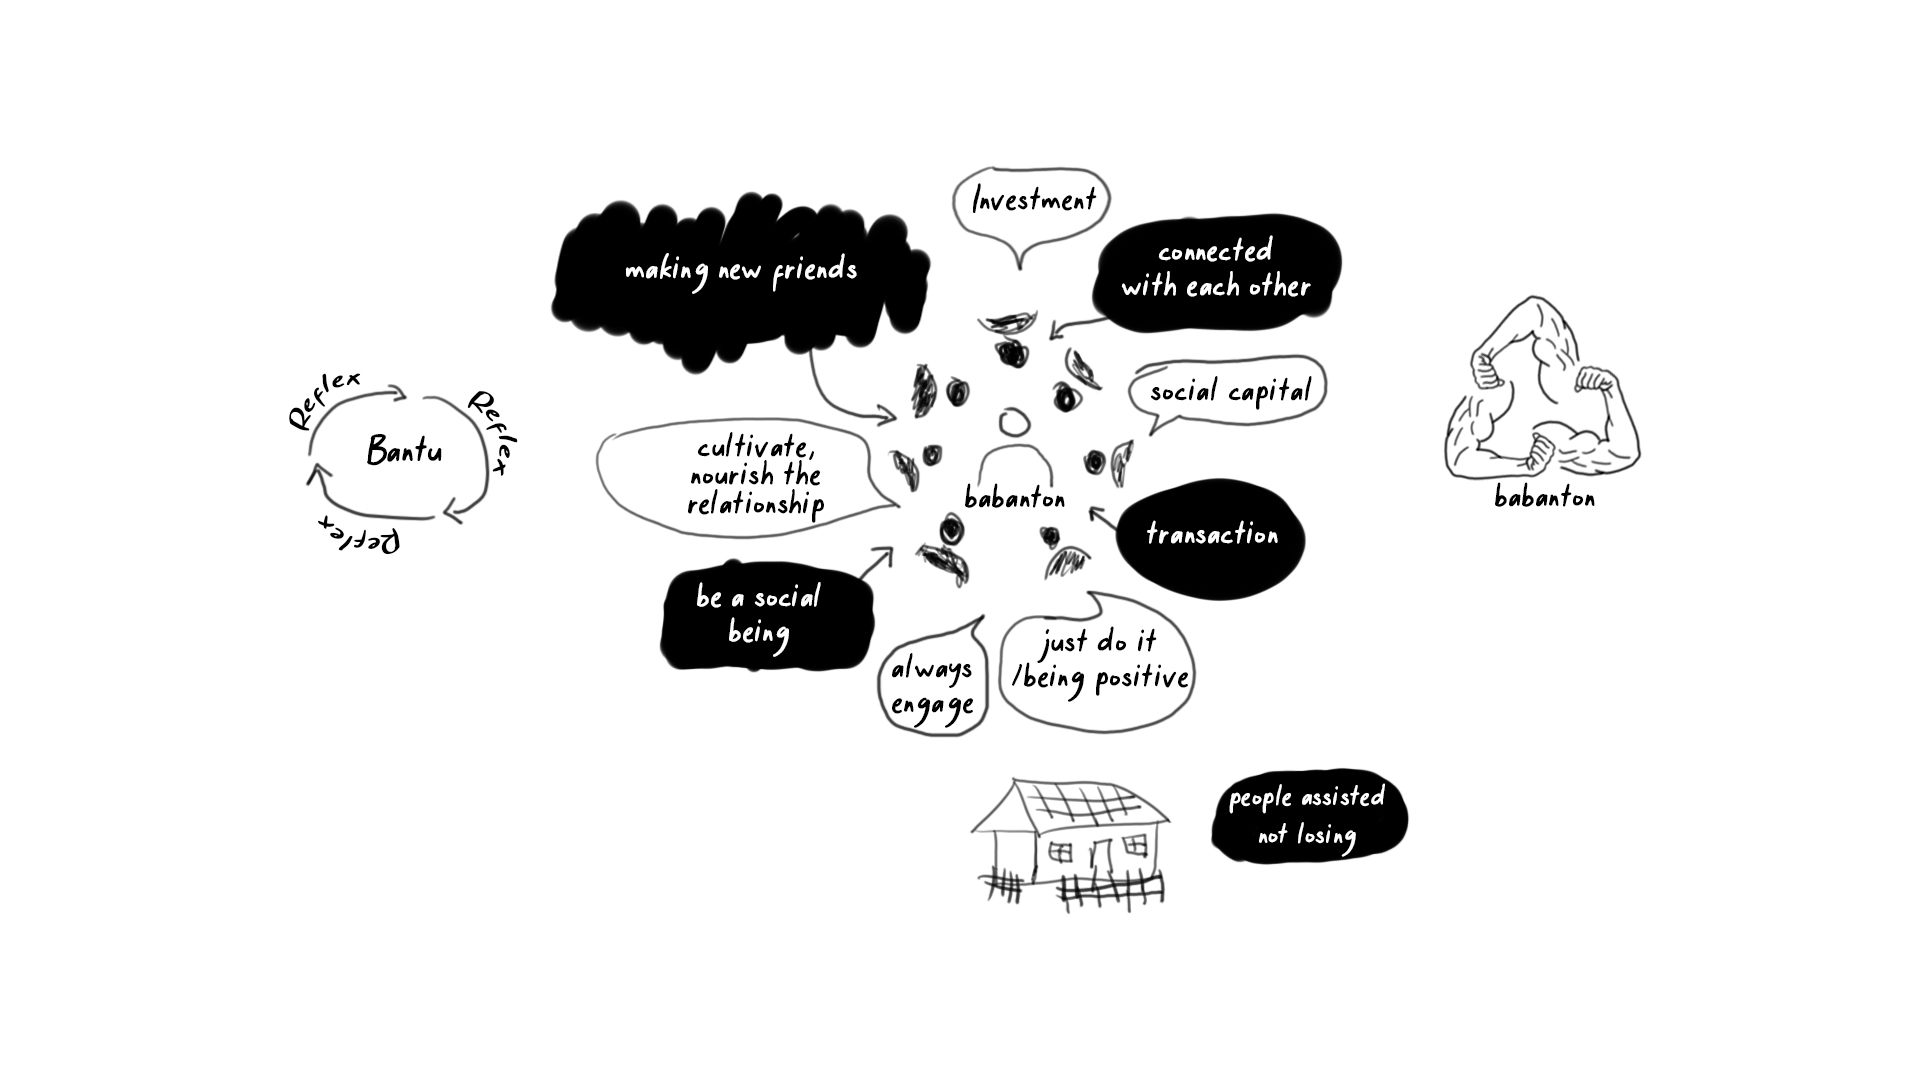 Investment
making new friends
connected
with each other
Reflex
Reflex
Bantu
Reflex
social capital
cultivate,
nourish the
relationship
babanton
babanton
transaction
be a social
being
always
engage
just do it
/being positive
people assisted
not losing